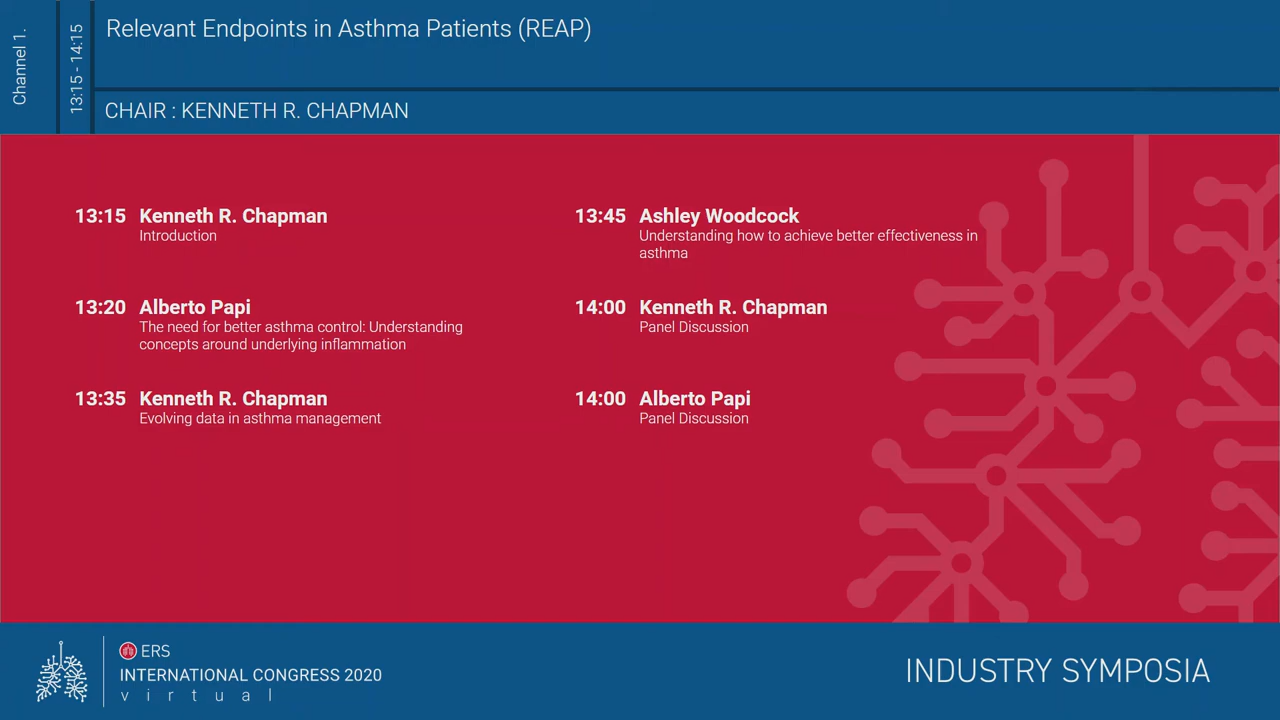 Channel 1.
13:15 - 14:15
Relevant Endpoints in Asthma Patients (REAP)
CHAIR : KENNETH R. CHAPMAN
13:15 Kenneth R. Chapman
Introduction
13:20 Alberto Papi
The need for better asthma control: Understanding
concepts around underlying inflammation
13:35 Kenneth R. Chapman
Evolving data in asthma management
13:45 Ashley Woodcock
Understanding how to achieve better effectiveness in
asthma
14:00 Kenneth R. Chapman
Panel Discussion
14:00 Alberto Papi
Panel Discussion
ERS
INTERNATIONAL CONGRESS 2020
virtual
INDUSTRY SYMPOSIA